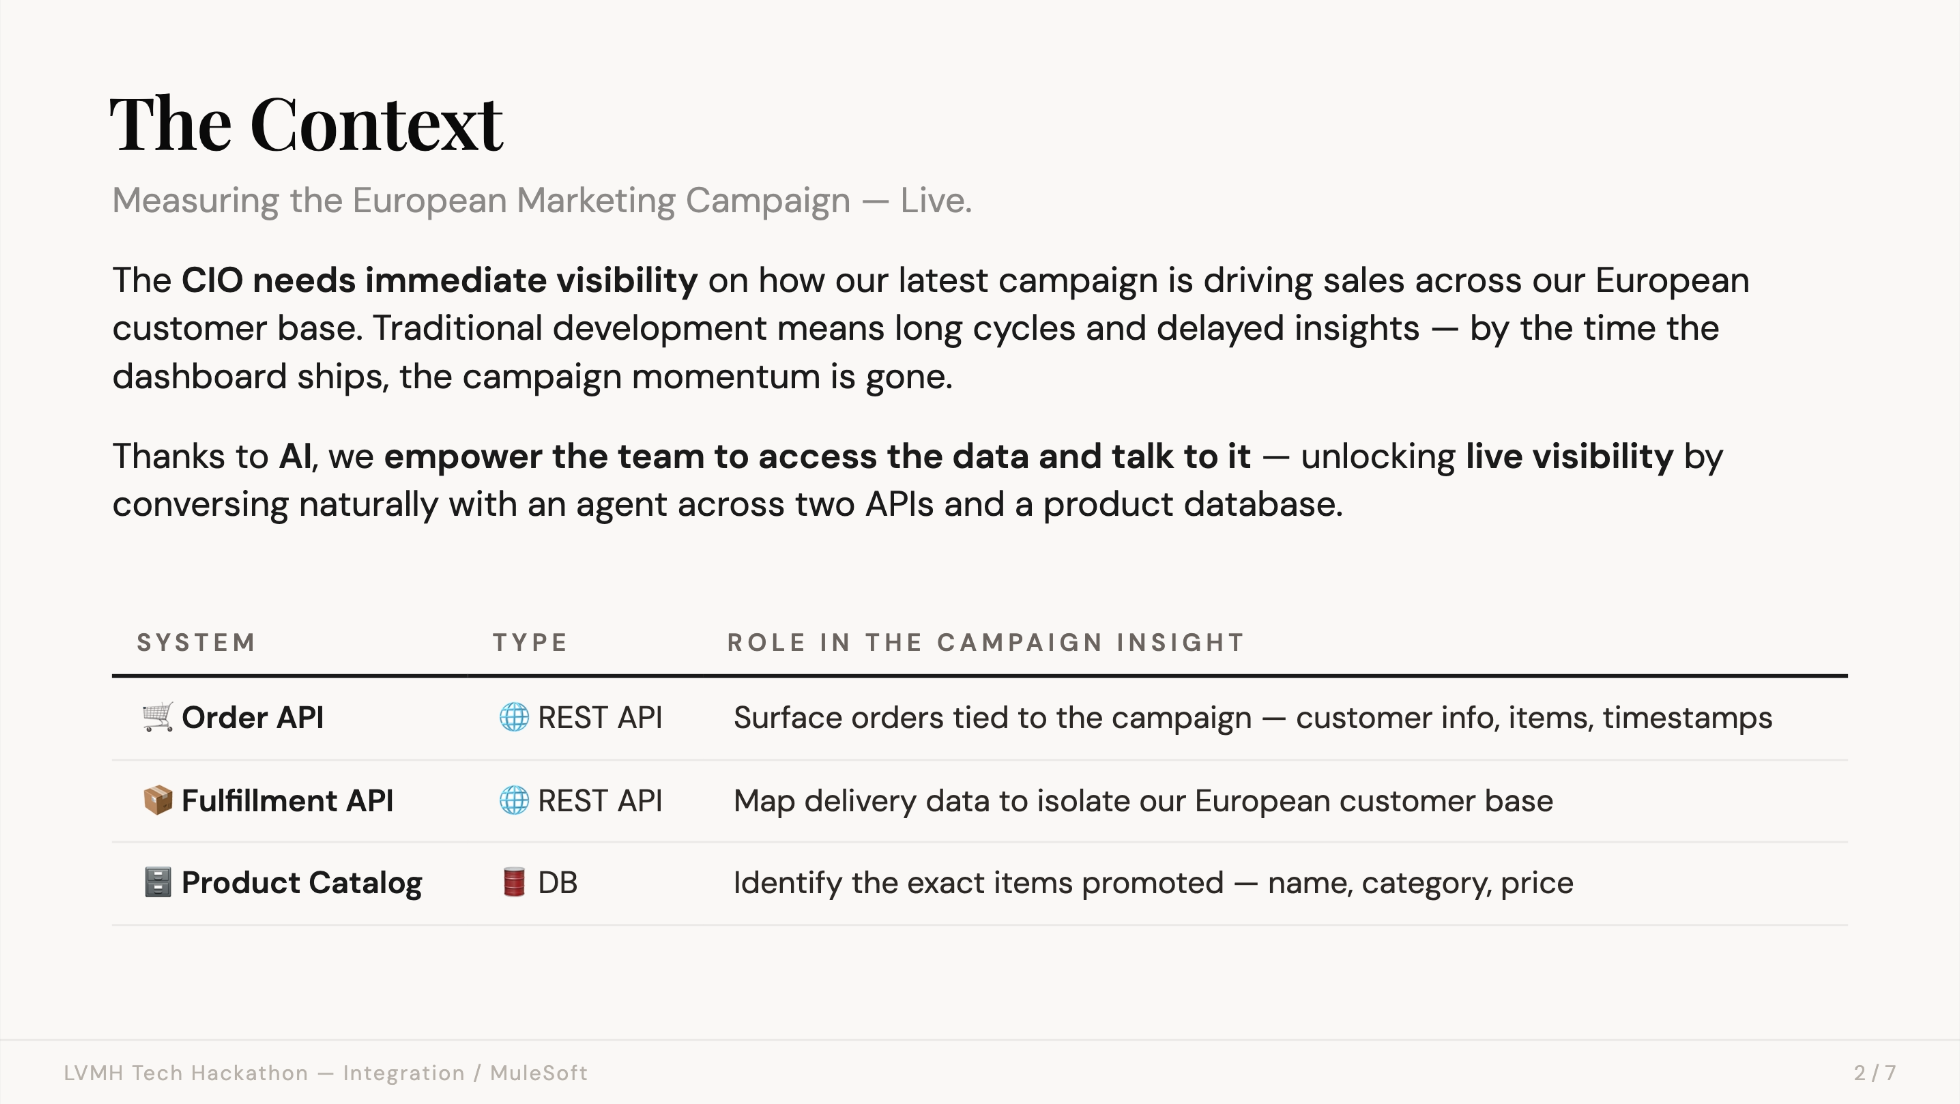 The Context
Measuring the European Marketing Campaign — Live.
The CIO needs immediate visibility on how our latest campaign is driving sales across our European
customer base. Traditional development means long cycles and delayed insights — by the time the
dashboard ships, the campaign momentum is gone.
Thanks to AI, we empower the team to access the data and talk to it — unlocking live visibility by
conversing naturally with an agent across two APIs and a product database.
SYSTEM TYPE ROLE IN THE CAMPAIGN INSIGHT
Order API REST API Surface orders tied to the campaign — customer info, items, timestamps
Fulfillment API REST API Map delivery data to isolate our European customer base
Product Catalog DB Identify the exact items promoted — name, category, price
LVMH Tech Hackathon — Integration / MuleSoft 2 / 7